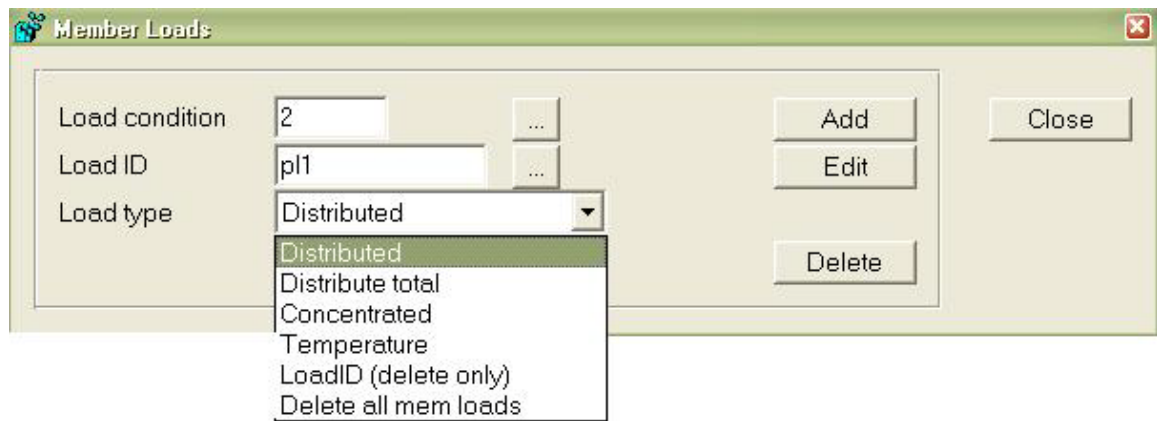 Member Loads
Load condition 2 ... Add Close
Load ID pl1 ... Edit
Load type Distributed
Distributed
Distribute total Delete
Concentrated
Temperature
LoadID (delete only)
Delete all mem loads